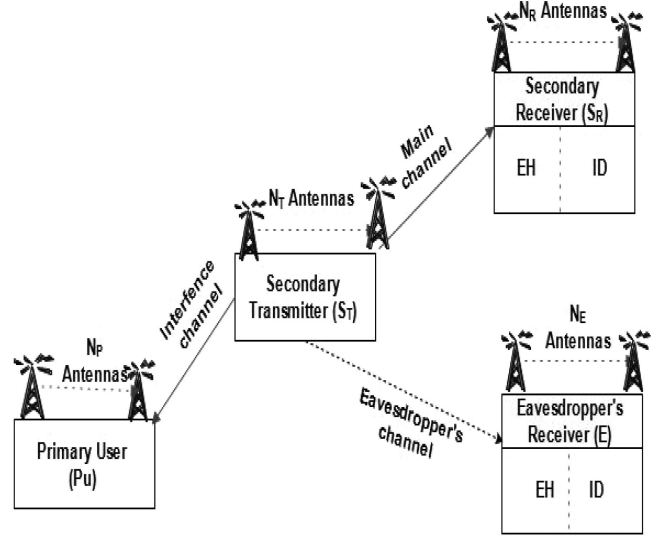 N_R Antennas
Secondary
Receiver (S_R)
EH
ID
Main
channel
N_T Antennas
Secondary
Transmitter (S_T)
Interfence
channel
N_P
Antennas
Primary User
(Pu)
Eavesdropper's
channel
N_E
Antennas
Eavesdropper's
Receiver (E)
EH
ID